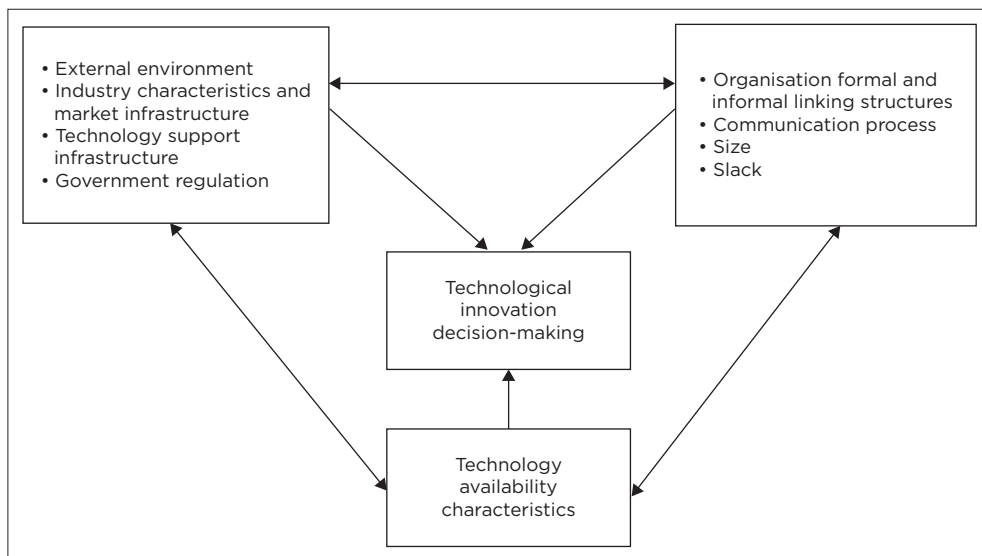 • External environment
• Industry characteristics and
market infrastructure
• Technology support
infrastructure
• Government regulation
• Organisation formal and
informal linking structures
• Communication process
• Size
• Slack
Technological
innovation
decision-making
Technology
availability
characteristics